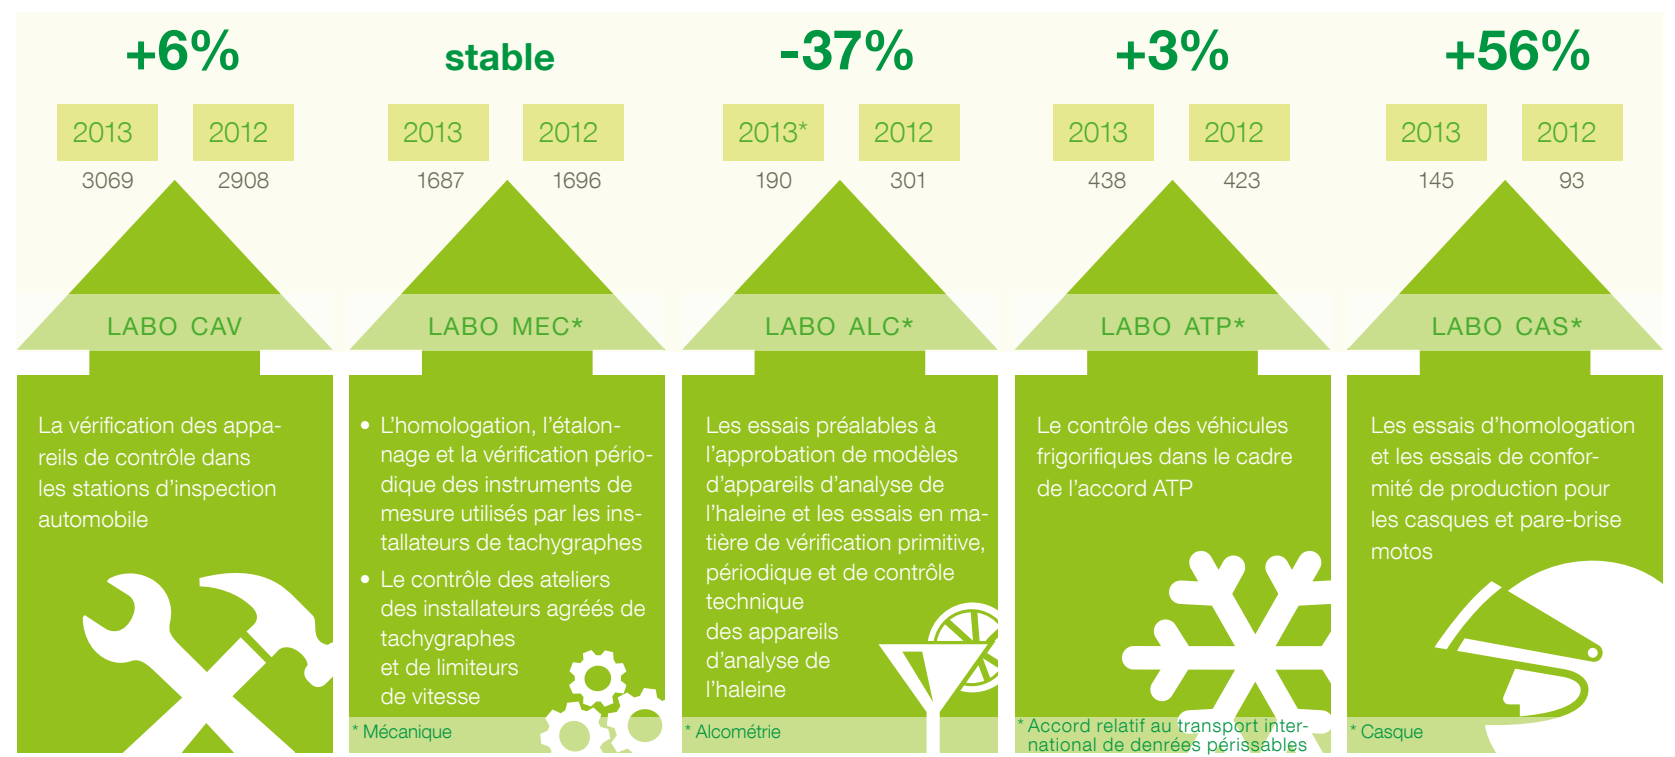 +6%
2013
2012
3069
2908
LABO CAV
La vérification des appa-
reils de contrôle dans
les stations d'inspection
automobile
stable
2013
2012
1687
1696
LABO MEC*
• L'homologation, l'étalon-
nage et la vérification pério-
dique des instruments de
mesure utilisés par les ins-
tallateurs de tachygraphes
• Le contrôle des ateliers
des installateurs agréés de
tachygraphes
et de limiteurs
de vitesse
* Mécanique
-37%
2013*
2012
190
301
LABO ALC*
Les essais préalables à
l'approbation de modèles
d'appareils d'analyse de
l'haleine et les essais en ma-
tière de vérification primitive,
périodique et de contrôle
technique
des appareils
d'analyse de
l'haleine
* Alcométrie
+3%
2013
2012
438
423
LABO ATP*
Le contrôle des véhicules
frigorifiques dans le cadre
de l'accord ATP
* Accord relatif au transport inter-
national de denrées périssables
+56%
2013
2012
145
93
LABO CAS*
Les essais d'homologation
et les essais de confor-
mité de production pour
les casques et pare-brise
motos
* Casque